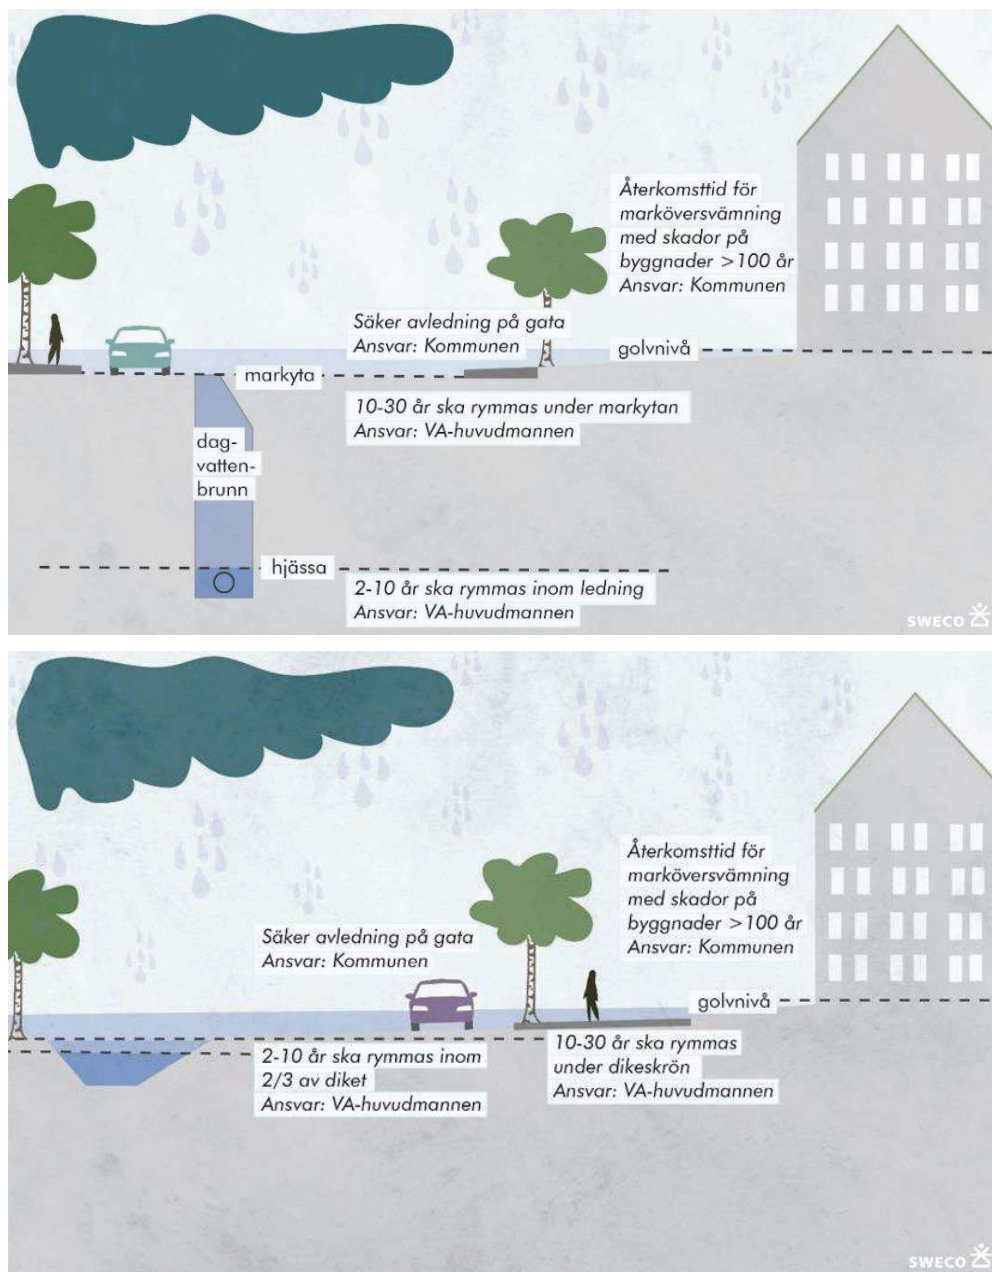 Återkomsttid för
marköversvämning
med skador på
byggnader >100 år
Ansvar: Kommunen
Säker avledning på gata
Ansvar: Kommunen
golvnivå
markyta
10-30 år ska rymmas under markytan
Ansvar: VA-huvudmannen
dag-
vatten-
brunn
hjässa
2-10 år ska rymmas inom ledning
Ansvar: VA-huvudmannen
SWECO
Återkomsttid för
marköversvämning
med skador på
byggnader >100 år
Ansvar: Kommunen
Säker avledning på gata
Ansvar: Kommunen
golvnivå
2-10 år ska rymmas inom
2/3 av diket
Ansvar: VA-huvudmannen
10-30 år ska rymmas
under dikeskrön
Ansvar: VA-huvudmannen
SWECO